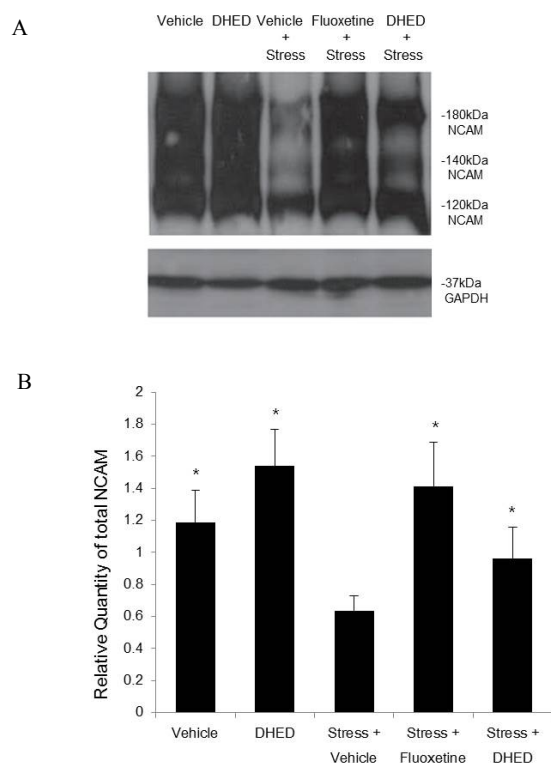 A
Vehicle DHED Vehicle + Stress Fluoxetine + Stress DHED + Stress
-180kDa
NCAM
-140kDa
NCAM
-120kDa
NCAM
-37kDa
GAPDH
B
Relative Quantity of total NCAM
2
1.8
1.6
1.4
1.2
1
0.8
0.6
0.4
0.2
0
*
*
*
*
Vehicle DHED Stress + Vehicle Stress + Fluoxetine Stress + DHED